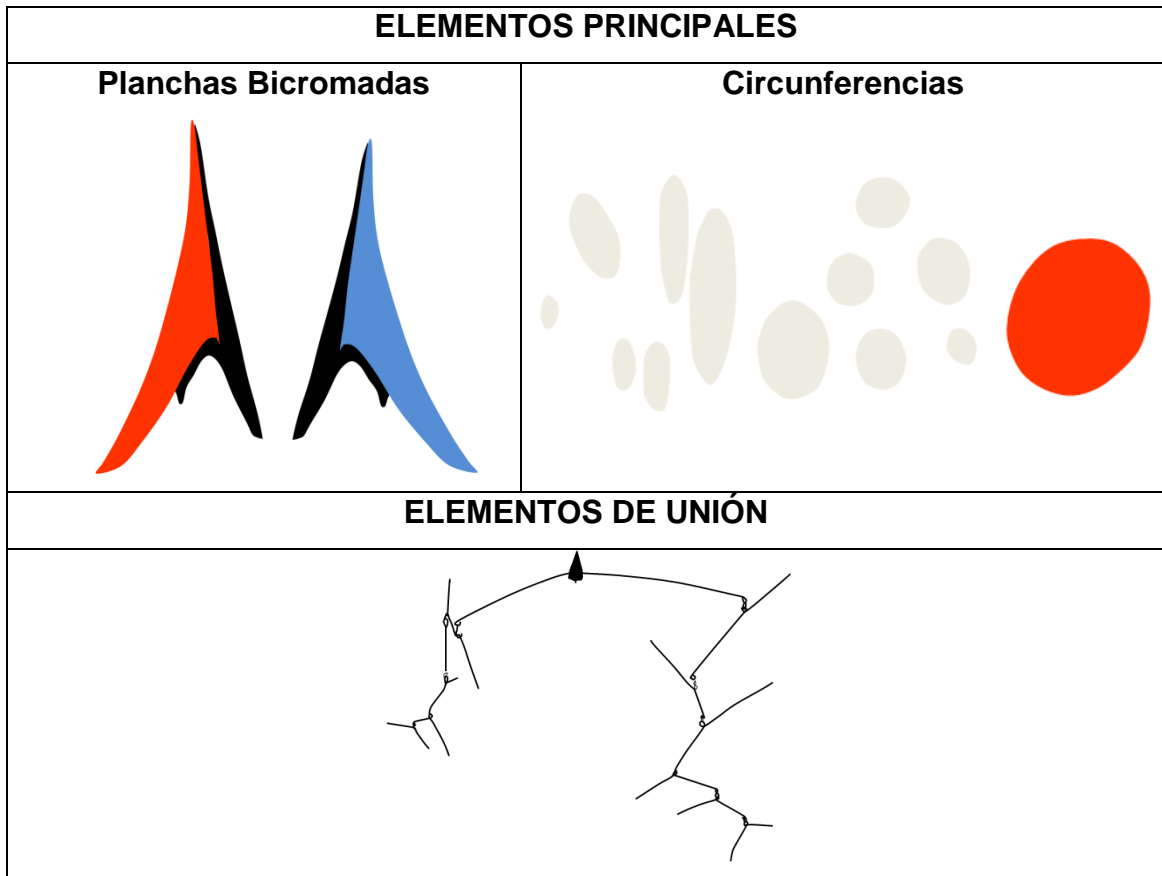 ELEMENTOS PRINCIPALES
Planchas Bicromadas
Circunferencias
ELEMENTOS DE UNIÓN